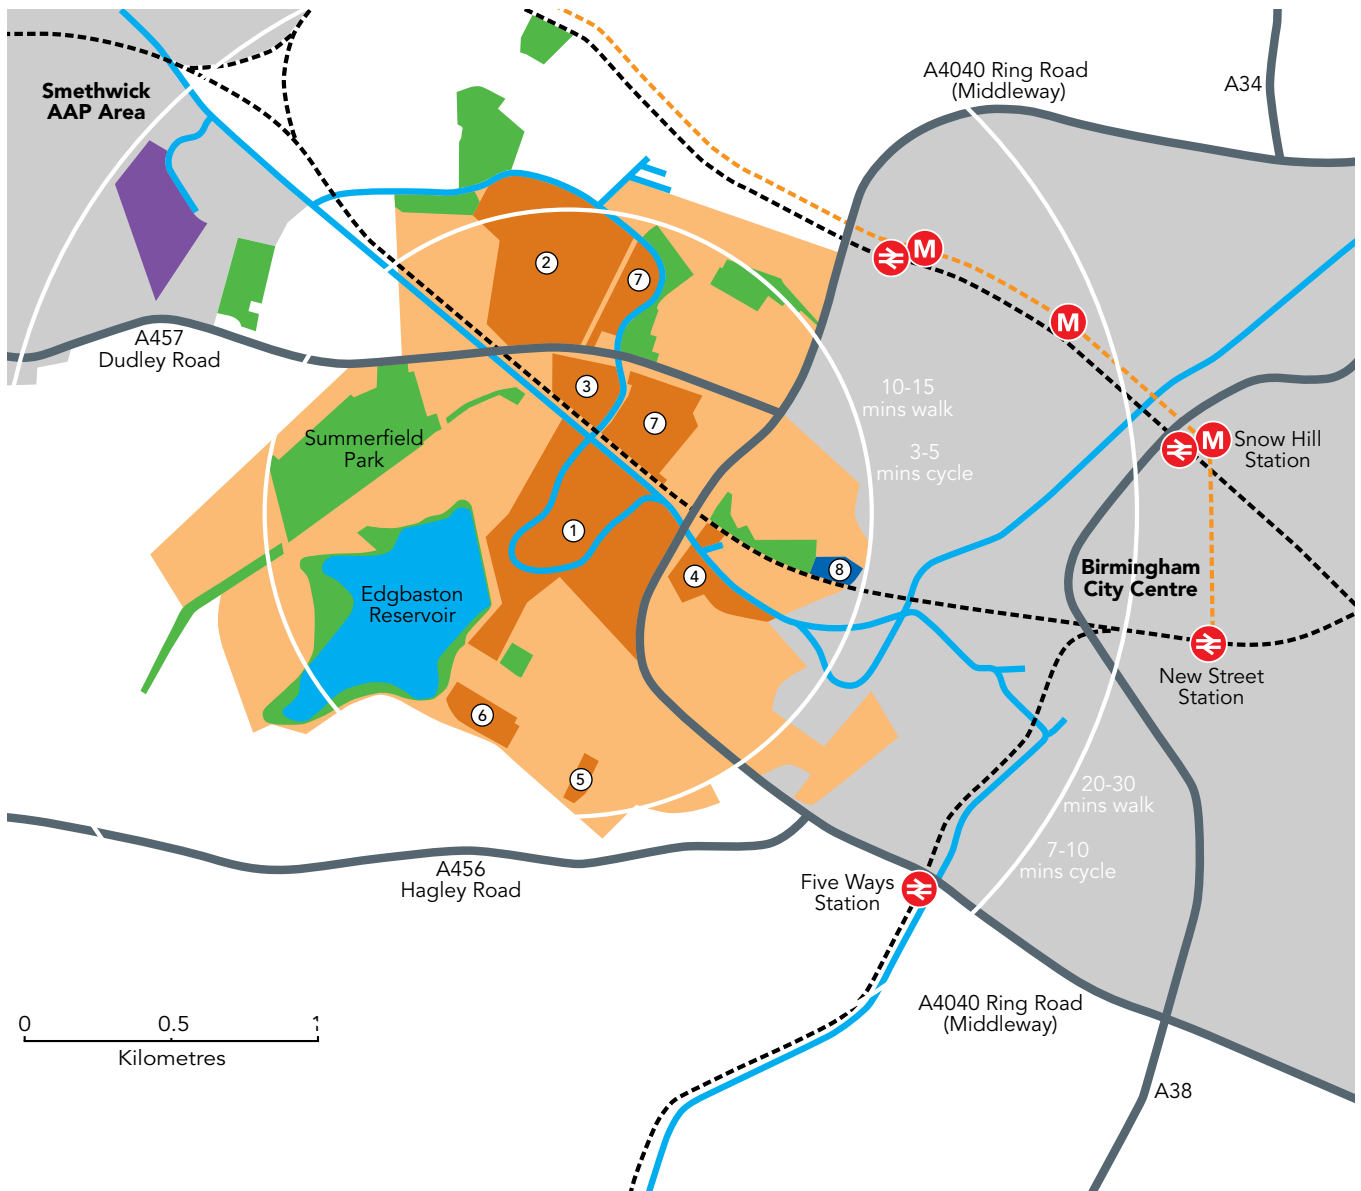 Smethwick
AAP Area
A4040 Ring Road
(Middleway)
A34
2
7
M
M
A457
Dudley Road
3
7
10-15
mins walk
3-5
mins cycle
Summerfield
Park
M
Snow Hill
Station
1
4
8
Birmingham
City Centre
Edgbaston
Reservoir
New Street
Station
6
5
20-30
mins walk
7-10
mins cycle
A456
Hagley Road
Five Ways
Station
A4040 Ring Road
(Middleway)
0 0.5 1
Kilometres
A38